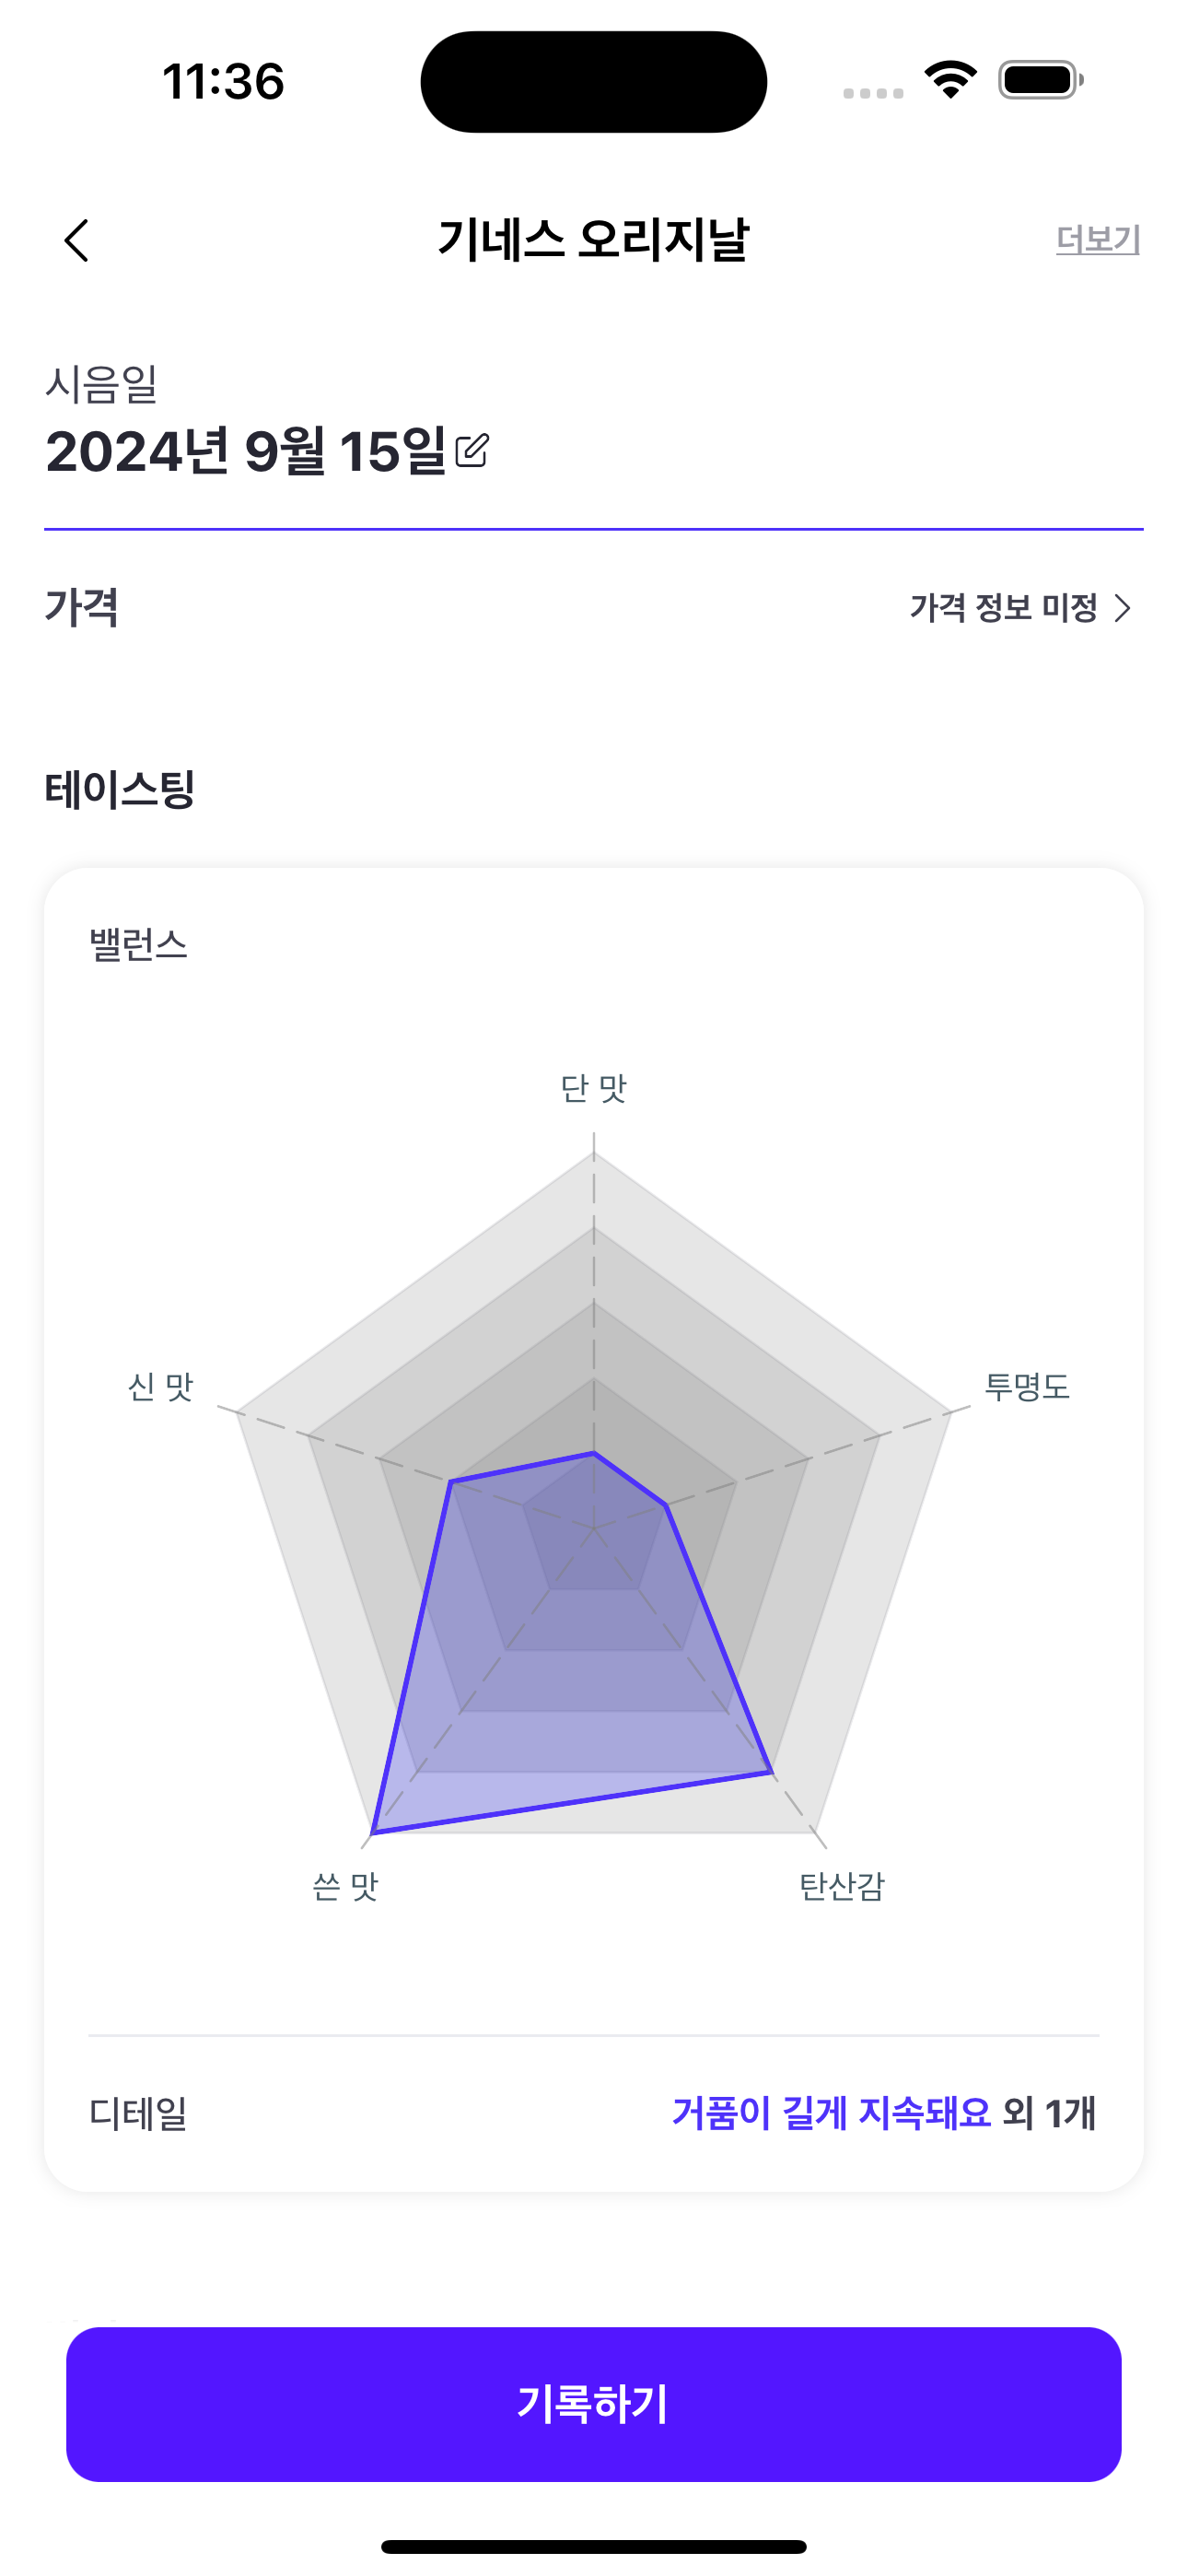 11:36
기네스 오리지날
더보기
시음일
2024년 9월 15일
가격
가격 정보 미정
테이스팅
밸런스
단 맛
신 맛
투명도
쓴 맛
탄산감
디테일
거품이 길게 지속돼요 외 1개
기록하기